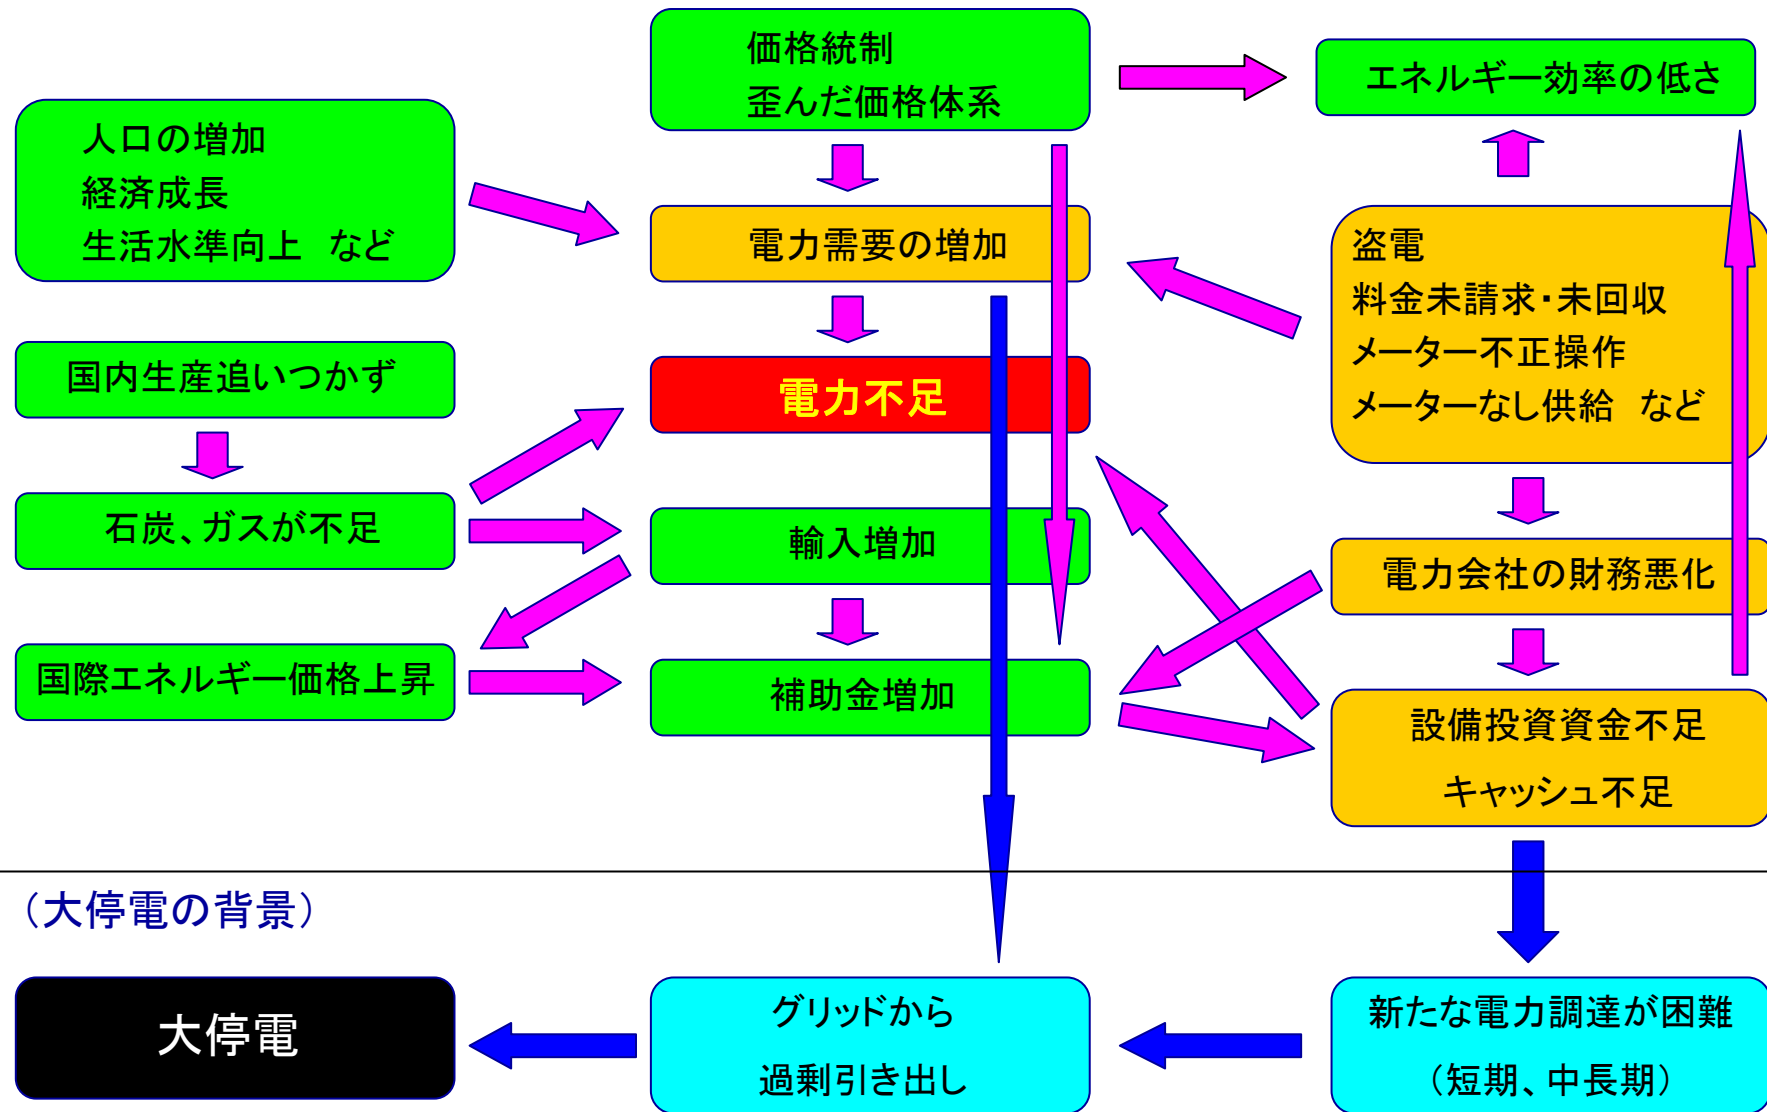 価格統制
歪んだ価格体系
エネルギー効率の低さ
人口の増加
経済成長
生活水準向上　など
電力需要の増加
盗電
料金未請求・未回収
メーター不正操作
メーターなし供給　など
国内生産追いつかず
電力不足
石炭、ガスが不足
輸入増加
電力会社の財務悪化
国際エネルギー価格上昇
補助金増加
設備投資資金不足
キャッシュ不足
（大停電の背景）
大停電
グリッドから
過剰引き出し
新たな電力調達が困難
（短期、中長期）